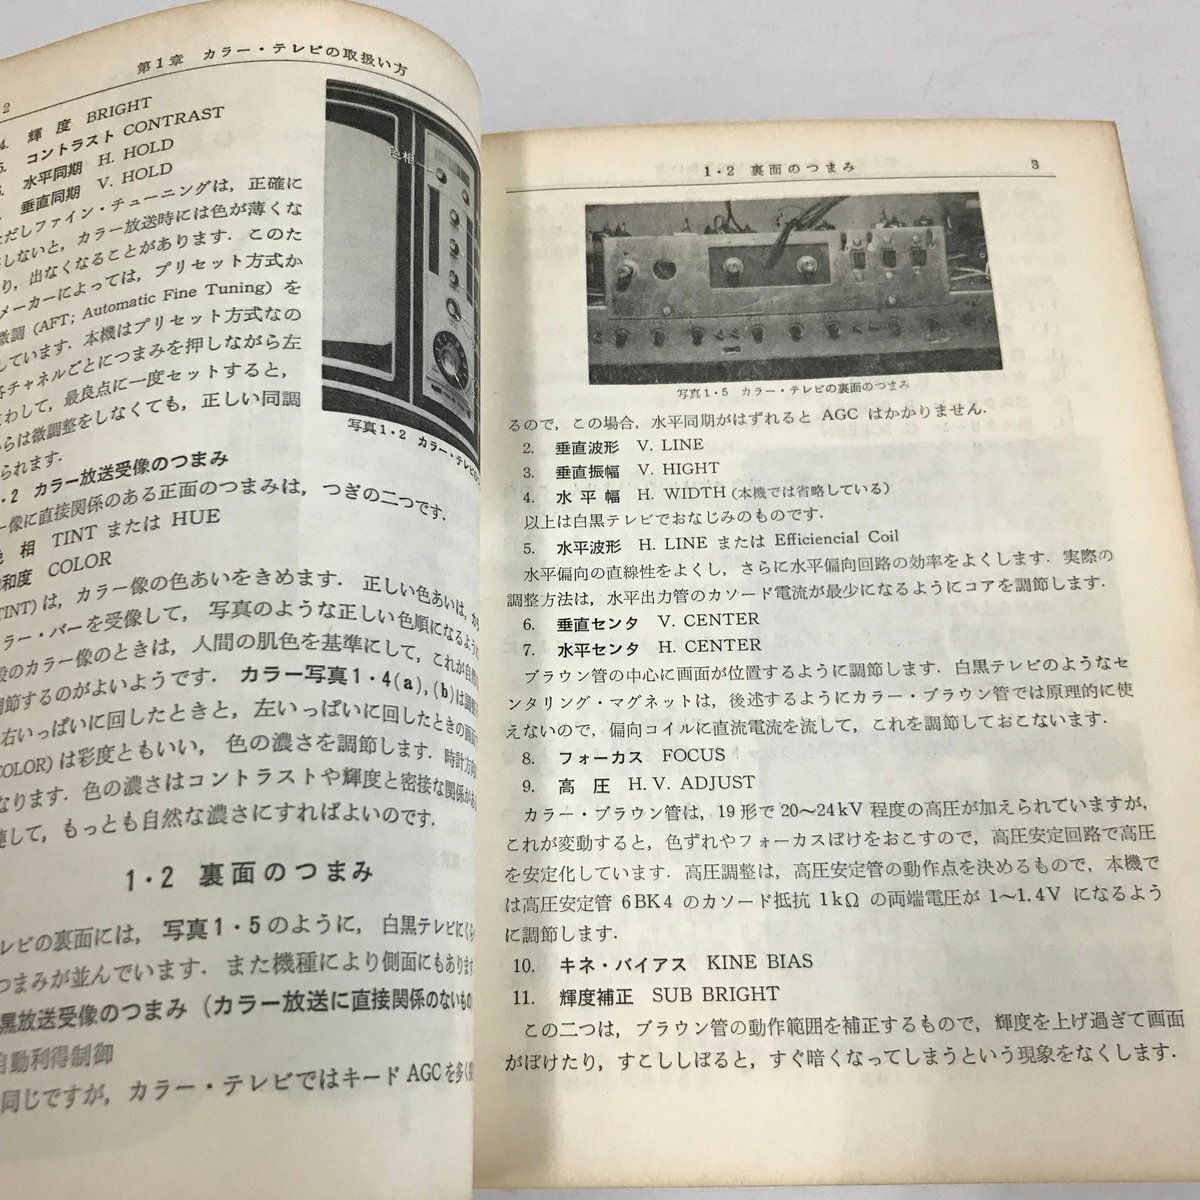 2
第1章 カラー・テレビの取扱い方
4. 輝度 BRIGHT
5. コントラスト CONTRAST
水平同期 H. HOLD
垂直同期 V. HOLD
だしファイン・チューニングは，正確に
しないと，カラー放送時には色が薄くな
り，出なくなることがあります．このた
メーカーによっては，プリセット方式か
微調 (AFT; Automatic Fine Tuning) を
しています．本機はプリセット方式なの
各チャネルごとにつまみを押しながら左
まわして，最良点に一度セットすると，
らは微調整をしなくても，正しい同調
られます．
色相
写真1・2 カラー・テレビ
・2 カラー放送受像のつまみ
ー像に直接関係のある正面のつまみは，つぎの二つです．
相 TINT または HUE
和度 COLOR
TINT) は，カラー像の色あいをきめます．正しい色あいは，
ラー・バーを受像して，写真のような正しい色順になるように
のカラー像のときは，人間の肌色を基準にして，これが自然
調節するのがよいようです．カラー写真1・4(a)，(b)は
右いっぱいに回したときと，左いっぱいに回したときの画面
COLOR) は彩度ともいい，色の濃さを調節します．時計方向
なります．色の濃さはコントラストや輝度と密接な関係があ
して，もっとも自然な濃さにすればよいのです．
1・2 裏面のつまみ
レビの裏面には，写真1・5のように，白黒テレビに
つまみが並んでいます．また機種により側面にもあります
黒放送受像のつまみ（カラー放送に直接関係のないもの
自動利得制御
同じですが，カラー・テレビではキード AGC を多く
1・2 裏面のつまみ 3
写真1・5 カラー・テレビの裏面のつまみ
るので，この場合，水平同期がはずれると AGC はかかりません．
2. 垂直波形 V. LINE
3. 垂直振幅 V. HIGHT
4. 水平幅 H. WIDTH（本機では省略している）
以上は白黒テレビでおなじみのものです．
5. 水平波形 H. LINE または Efficiencial Coil
水平偏向の直線性をよくし，さらに水平偏向回路の効率をよくします．実際の
調整方法は，水平出力管のカソード電流が最少になるようにコアを調節します．
6. 垂直センタ V. CENTER
7. 水平センタ H. CENTER
ブラウン管の中心に画面が位置するように調節します．白黒テレビのようなセ
ンタリング・マグネットは，後述するようにカラー・ブラウン管では原理的に使
えないので，偏向コイルに直流電流を流して，これを調節しておこないます．
8. フォーカス FOCUS
9. 高圧 H. V. ADJUST
カラー・ブラウン管は，19形で 20〜24kV 程度の高圧が加えられていますが，
これが変動すると，色ずれやフォーカスぼけをおこすので，高圧安定回路で高圧
を安定化しています．高圧調整は，高圧安定管の動作点を決めるもので，本機で
は高圧安定管 6BK4 のカソード抵抗 1kΩ の両端電圧が 1〜1.4V になるよう
に調節します．
10. キネ・バイアス KINE BIAS
11. 輝度補正 SUB BRIGHT
この二つは，ブラウン管の動作範囲を補正するもので，輝度を上げ過ぎて画面
がぼけたり，すこししぼると，すぐ暗くなってしまうという現象をなくします．